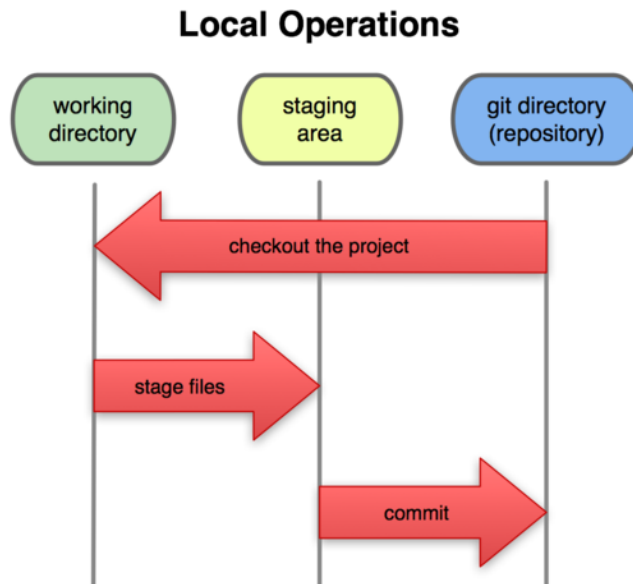 Local Operations
working
directory
staging
area
git directory
(repository)
checkout the project
stage files
commit